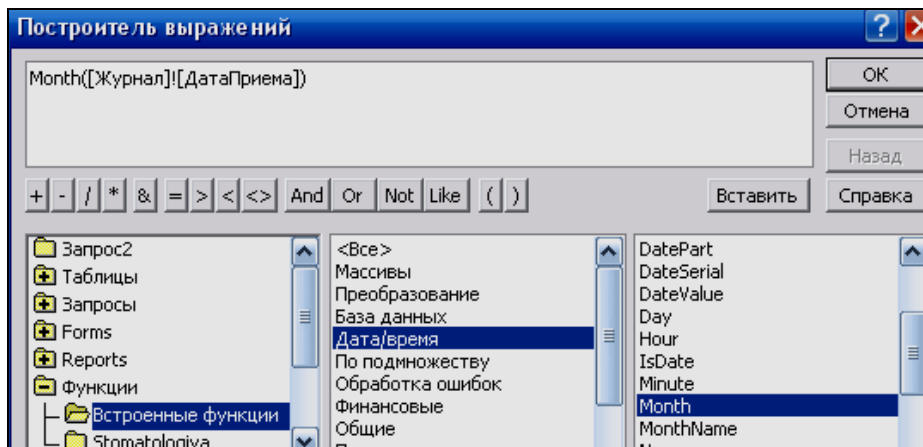 Построитель выражений
?
Month([Журнал]![ДатаПриема])
ОК
Отмена
Назад
+ - / * & = > < <> And Or Not Like ( )
Вставить
Справка
Запрос2
Таблицы
Запросы
Forms
Reports
Функции
Встроенные функции
Stomatologiya
<Все>
Массивы
Преобразование
База данных
Дата/время
По подмножеству
Обработка ошибок
Финансовые
Общие
DatePart
DateSerial
DateValue
Day
Hour
IsDate
Minute
Month
MonthName